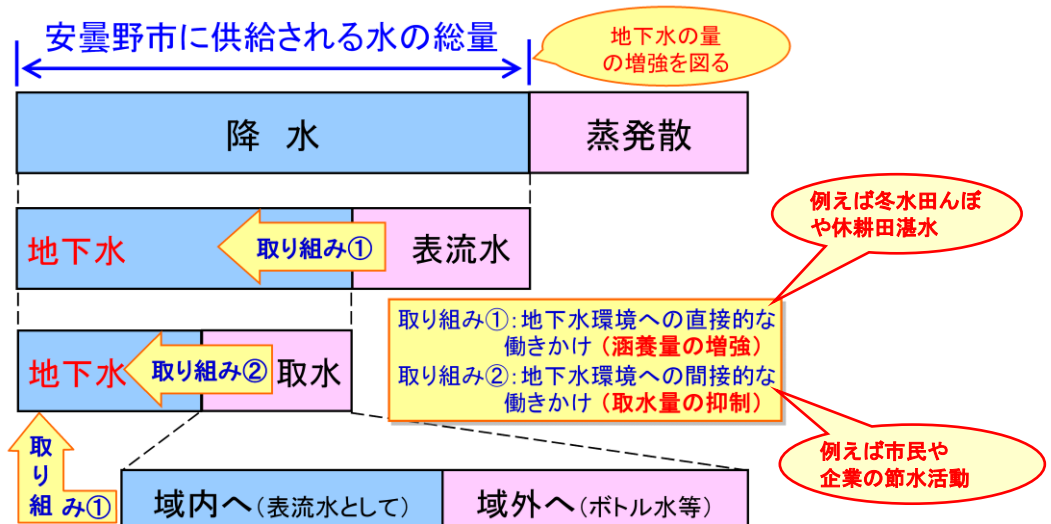 安曇野市に供給される水の総量
地下水の量
の増強を図る
降 水
蒸発散
例えば冬水田んぼ
や休耕田湛水
地下水
取り組み①
表流水
取り組み①:地下水環境への直接的な
働きかけ(涵養量の増強)
取り組み②:地下水環境への間接的な
働きかけ(取水量の抑制)
地下水
取り組み②
取水
取り組み①
例えば市民や
企業の節水活動
域内へ(表流水として)
域外へ(ボトル水等)